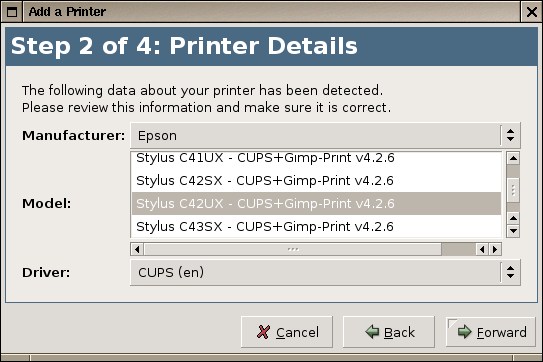 Add a Printer
Step 2 of 4: Printer Details
The following data about your printer has been detected.
Please review this information and make sure it is correct.
Manufacturer: Epson
Stylus C41UX - CUPS+Gimp-Print v4.2.6
Stylus C42SX - CUPS+Gimp-Print v4.2.6
Model: Stylus C42UX - CUPS+Gimp-Print v4.2.6
Stylus C43SX - CUPS+Gimp-Print v4.2.6
Driver: CUPS (en)
Cancel Back Forward